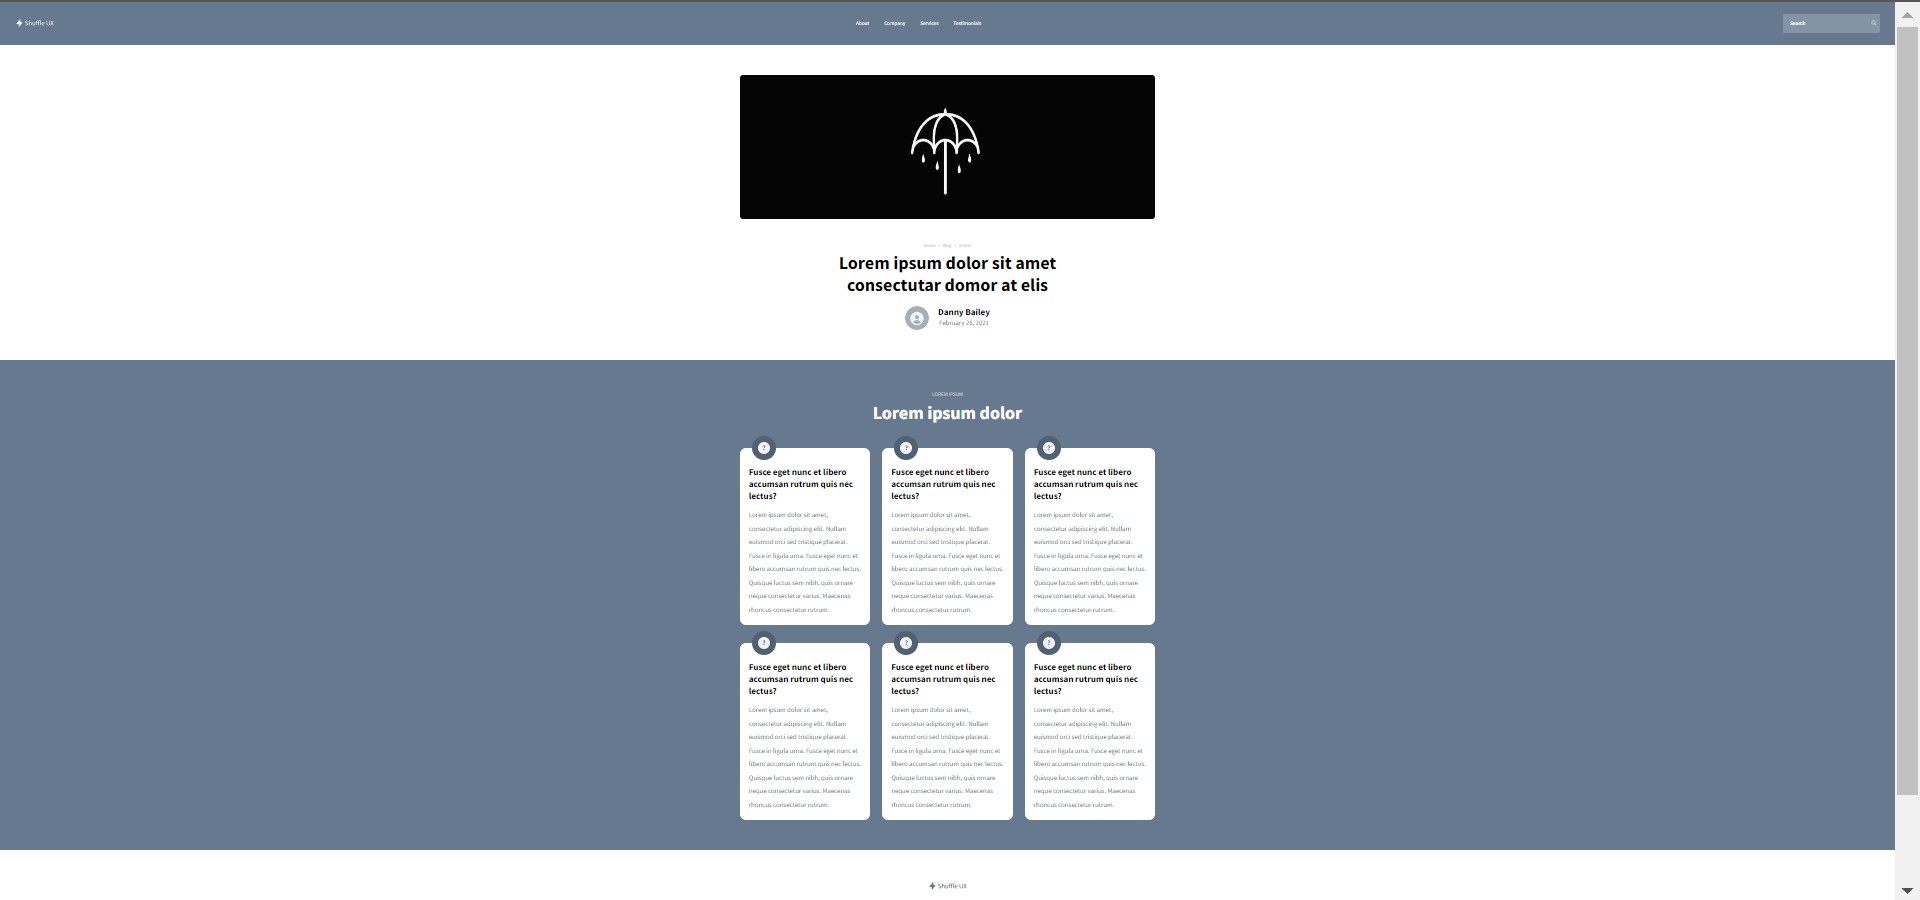 Shuffle UX
About Company Services Testimonials
Search
Home Blog Article
Lorem ipsum dolor sit amet
consectutar domor at elis
Danny Bailey
February 26, 2021
LOREM IPSUM
Lorem ipsum dolor
?
Fusce eget nunc et libero
accumsan rutrum quis nec
lectus?
Lorem ipsum dolor sit amet,
consectetur adipiscing elit. Nullam
euismod orci sed tristique placerat.
Fusce in ligula urna. Fusce eget nunc et
libero accumsan rutrum quis nec lectus.
Quisque luctus sem nibh, quis ornare
neque consectetur varius. Maecenas
rhoncus consectetur rutrum.
?
Fusce eget nunc et libero
accumsan rutrum quis nec
lectus?
Lorem ipsum dolor sit amet,
consectetur adipiscing elit. Nullam
euismod orci sed tristique placerat.
Fusce in ligula urna. Fusce eget nunc et
libero accumsan rutrum quis nec lectus.
Quisque luctus sem nibh, quis ornare
neque consectetur varius. Maecenas
rhoncus consectetur rutrum.
?
Fusce eget nunc et libero
accumsan rutrum quis nec
lectus?
Lorem ipsum dolor sit amet,
consectetur adipiscing elit. Nullam
euismod orci sed tristique placerat.
Fusce in ligula urna. Fusce eget nunc et
libero accumsan rutrum quis nec lectus.
Quisque luctus sem nibh, quis ornare
neque consectetur varius. Maecenas
rhoncus consectetur rutrum.
?
Fusce eget nunc et libero
accumsan rutrum quis nec
lectus?
Lorem ipsum dolor sit amet,
consectetur adipiscing elit. Nullam
euismod orci sed tristique placerat.
Fusce in ligula urna. Fusce eget nunc et
libero accumsan rutrum quis nec lectus.
Quisque luctus sem nibh, quis ornare
neque consectetur varius. Maecenas
rhoncus consectetur rutrum.
?
Fusce eget nunc et libero
accumsan rutrum quis nec
lectus?
Lorem ipsum dolor sit amet,
consectetur adipiscing elit. Nullam
euismod orci sed tristique placerat.
Fusce in ligula urna. Fusce eget nunc et
libero accumsan rutrum quis nec lectus.
Quisque luctus sem nibh, quis ornare
neque consectetur varius. Maecenas
rhoncus consectetur rutrum.
?
Fusce eget nunc et libero
accumsan rutrum quis nec
lectus?
Lorem ipsum dolor sit amet,
consectetur adipiscing elit. Nullam
euismod orci sed tristique placerat.
Fusce in ligula urna. Fusce eget nunc et
libero accumsan rutrum quis nec lectus.
Quisque luctus sem nibh, quis ornare
neque consectetur varius. Maecenas
rhoncus consectetur rutrum.
Shuffle UX